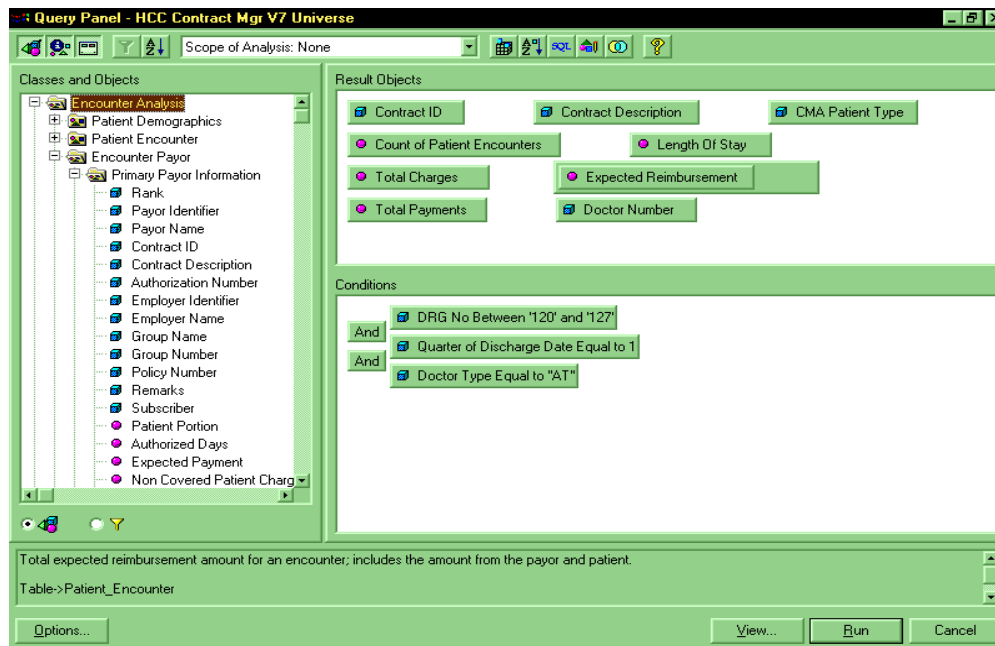 Query Panel - HCC Contract Mgr V7 Universe
Scope of Analysis: None
SQL
?
Classes and Objects
Encounter Analysis
Patient Demographics
Patient Encounter
Encounter Payor
Primary Payor Information
Rank
Payor Identifier
Payor Name
Contract ID
Contract Description
Authorization Number
Employer Identifier
Employer Name
Group Name
Group Number
Policy Number
Remarks
Subscriber
Patient Portion
Authorized Days
Expected Payment
Non Covered Patient Charg
Result Objects
Contract ID Contract Description CMA Patient Type
Count of Patient Encounters Length Of Stay
Total Charges Expected Reimbursement
Total Payments Doctor Number
Conditions
DRG No Between '120' and '127'
And
Quarter of Discharge Date Equal to 1
And
Doctor Type Equal to "AT"
Total expected reimbursement amount for an encounter; includes the amount from the payor and patient.
Table->Patient_Encounter
Options... View... Run Cancel